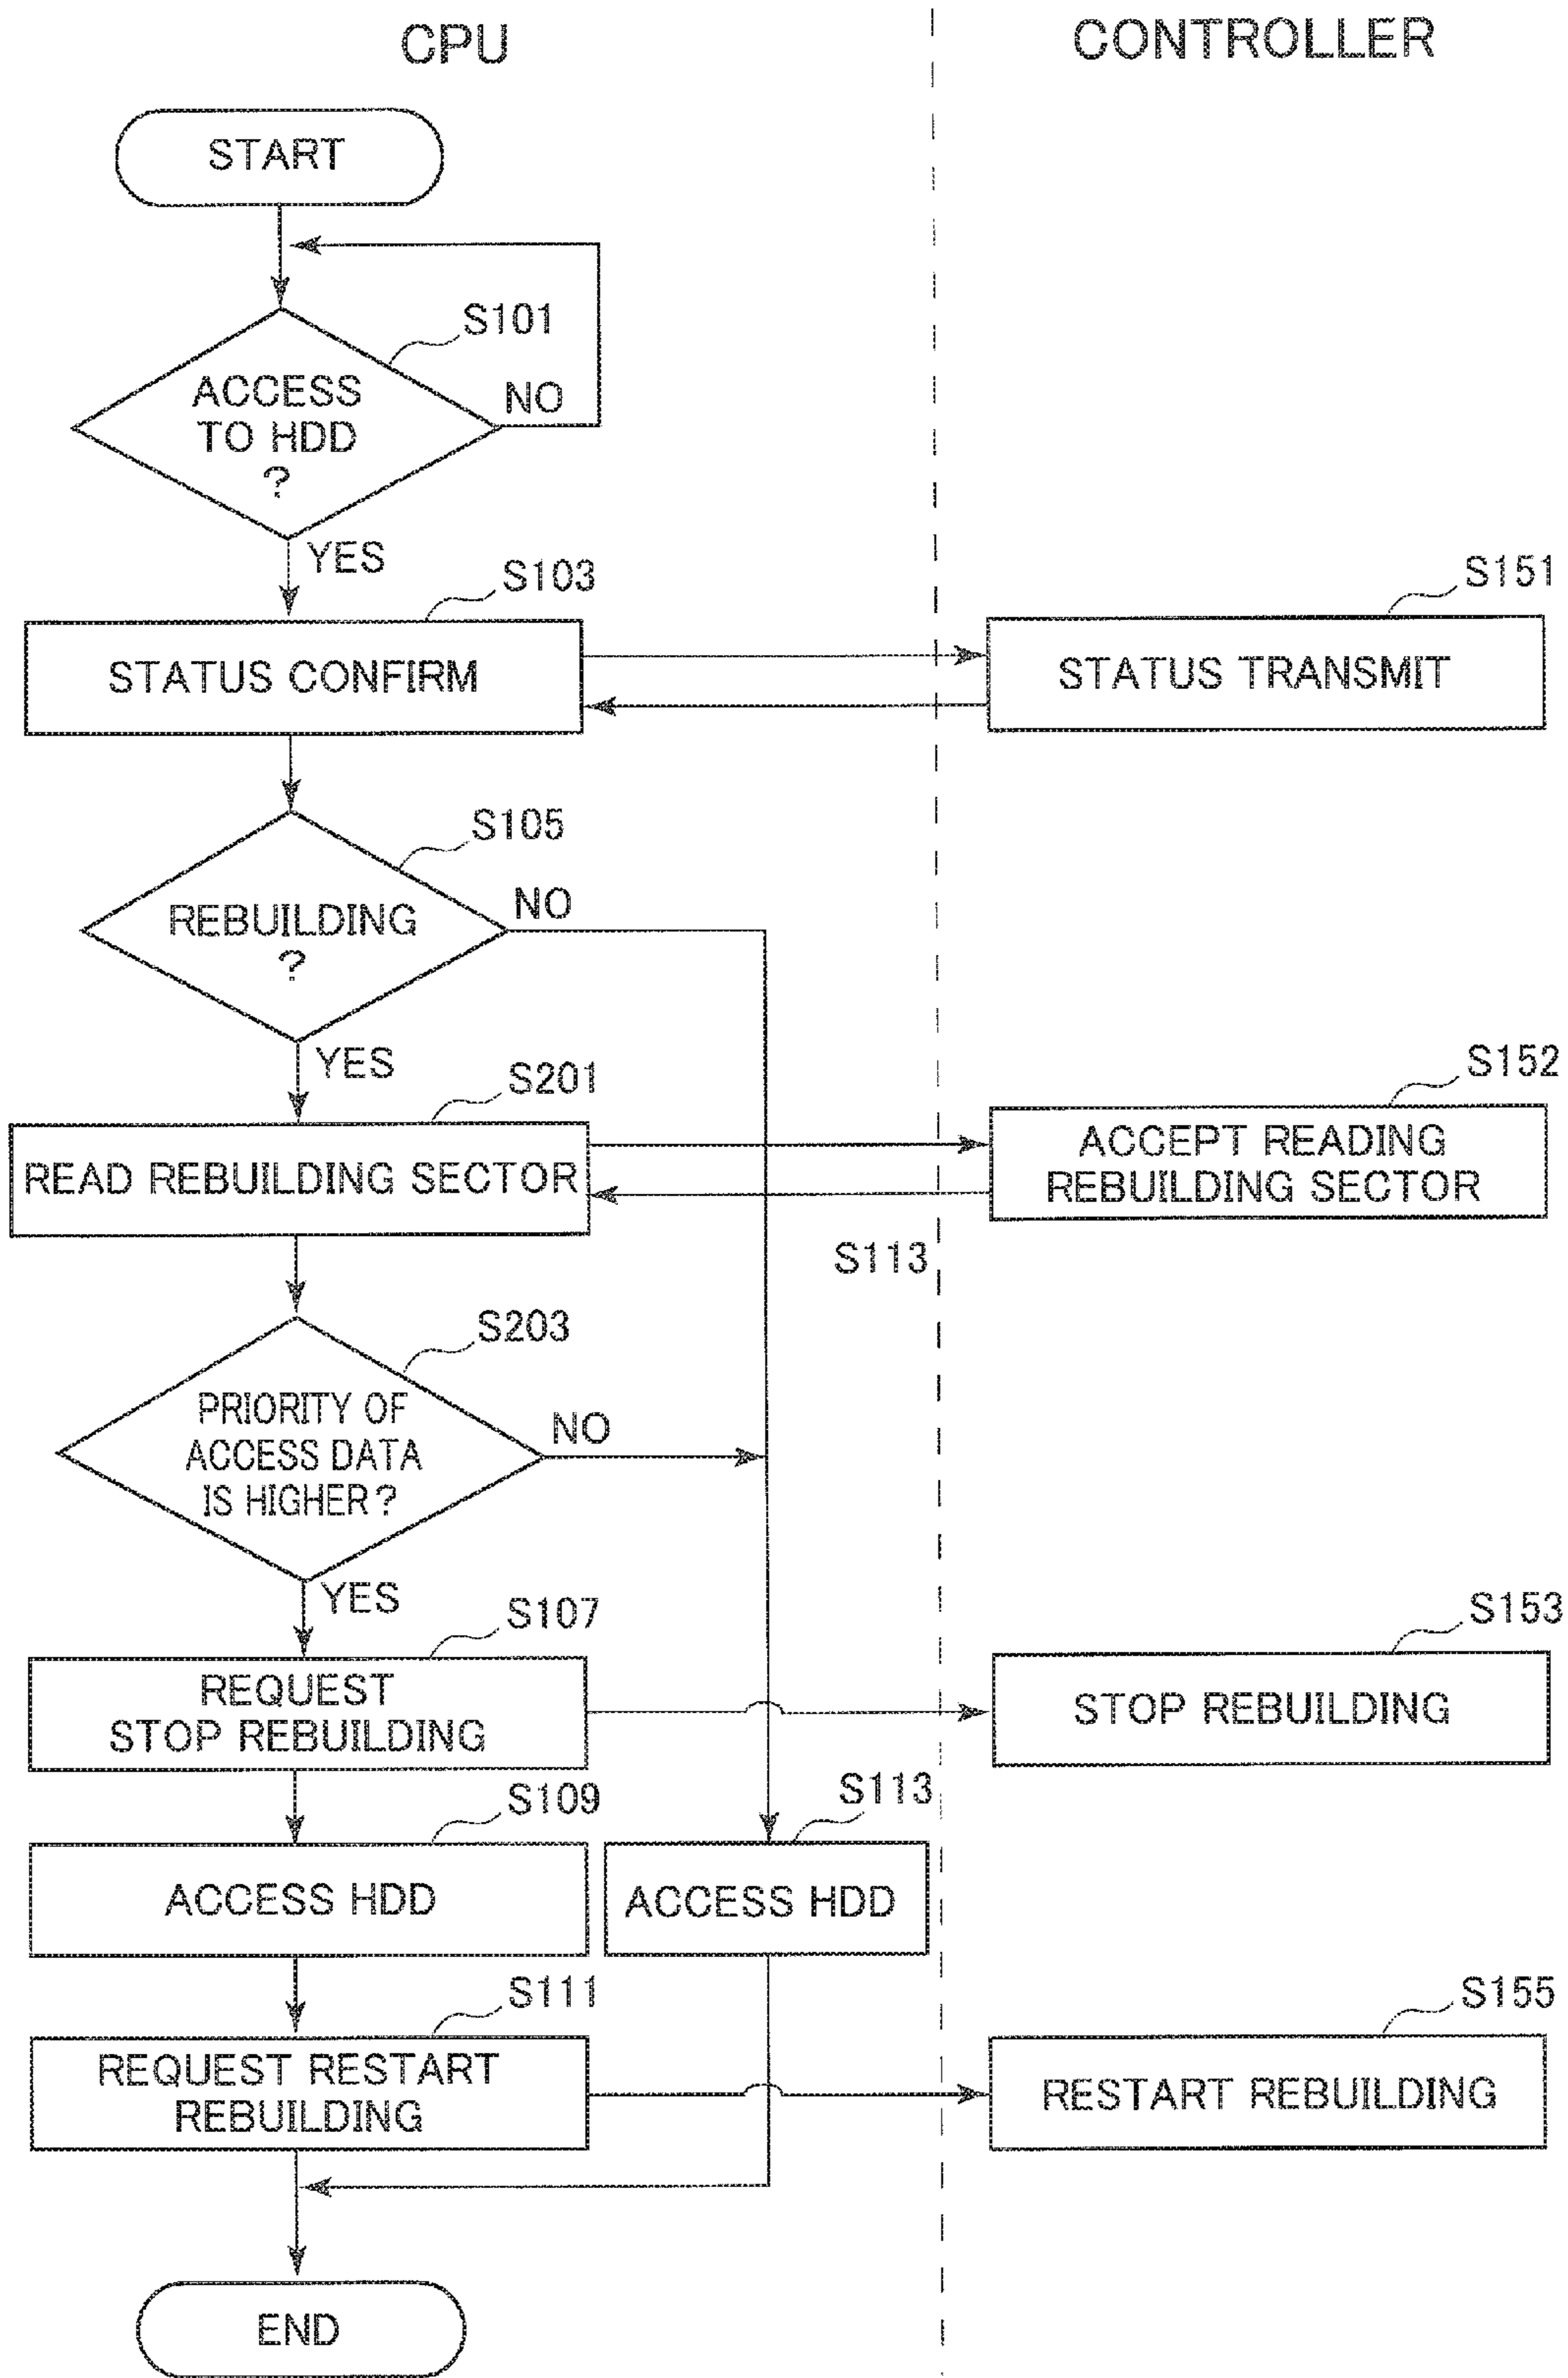 CPU
CONTROLLER
START
S101
ACCESS
TO HDD
?
NO
YES
S103
S151
STATUS CONFIRM
STATUS TRANSMIT
S105
REBUILDING
?
NO
YES
S201
S152
READ REBUILDING SECTOR
ACCEPT READING
REBUILDING SECTOR
S113
S203
PRIORITY OF
ACCESS DATA
IS HIGHER?
NO
YES
S107
S153
REQUEST
STOP REBUILDING
STOP REBUILDING
S109
S113
ACCESS HDD
ACCESS HDD
S111
S155
REQUEST RESTART
REBUILDING
RESTART REBUILDING
END